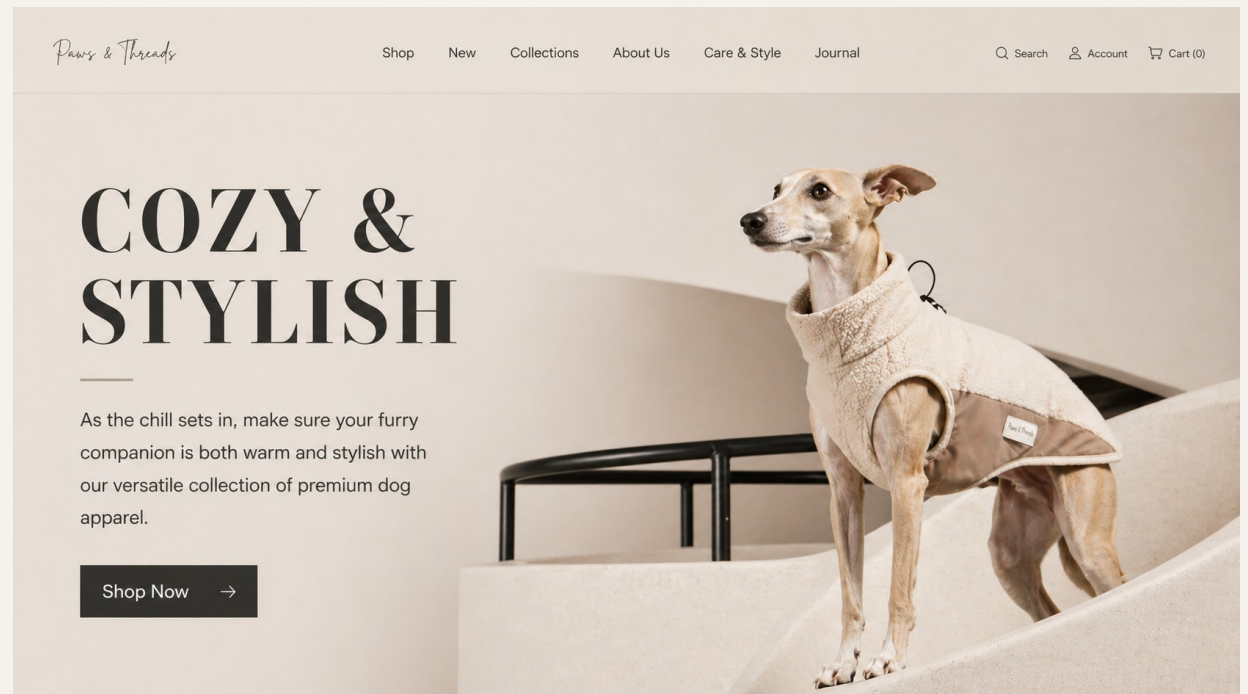 Paws & Threads
Shop New Collections About Us Care & Style Journal
Search Account Cart (0)
COZY &
STYLISH
As the chill sets in, make sure your furry
companion is both warm and stylish with
our versatile collection of premium dog
apparel.
Shop Now
Paws & Threads